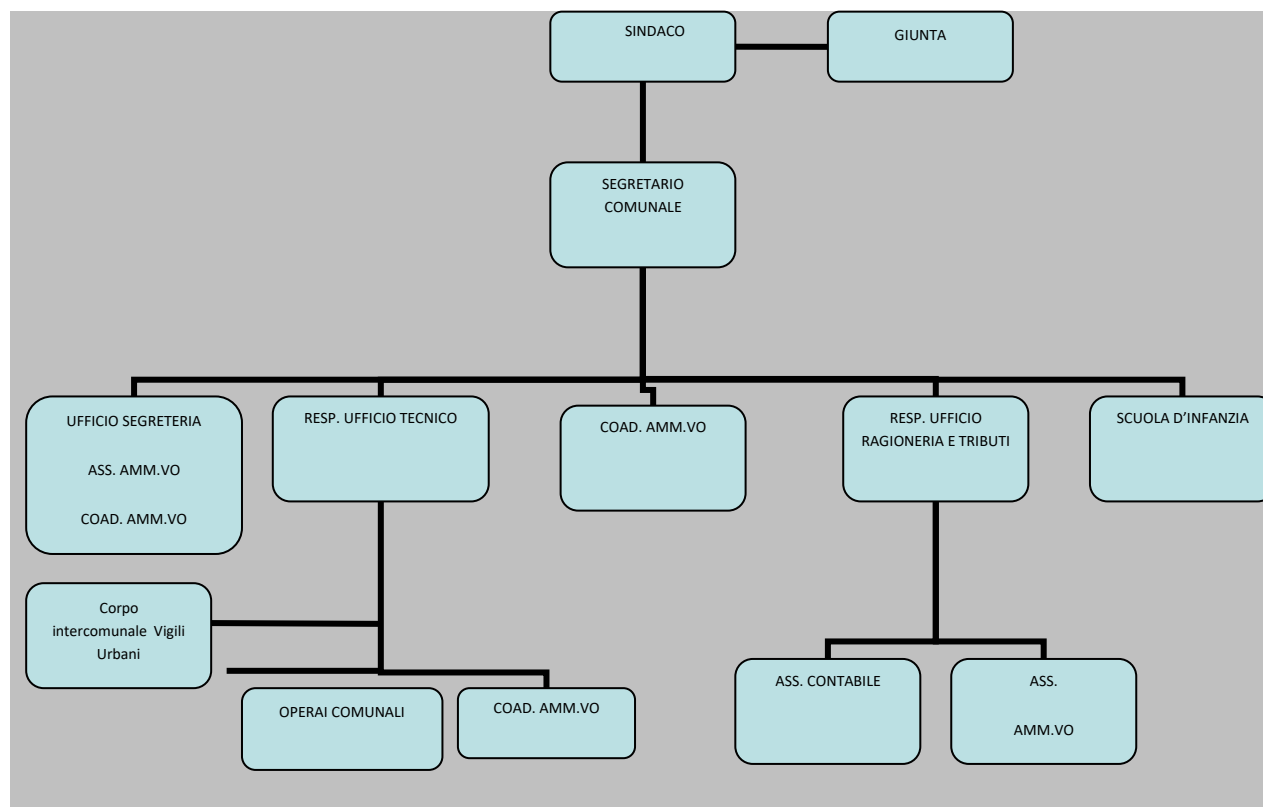 SINDACO
GIUNTA
SEGRETARIO
COMUNALE
UFFICIO SEGRETERIA
ASS. AMM.VO
COAD. AMM.VO
RESP. UFFICIO TECNICO
COAD. AMM.VO
RESP. UFFICIO
RAGIONERIA E TRIBUTI
SCUOLA D’INFANZIA
Corpo
intercomunale Vigili
Urbani
OPERAI COMUNALI
COAD. AMM.VO
ASS. CONTABILE
ASS.
AMM.VO